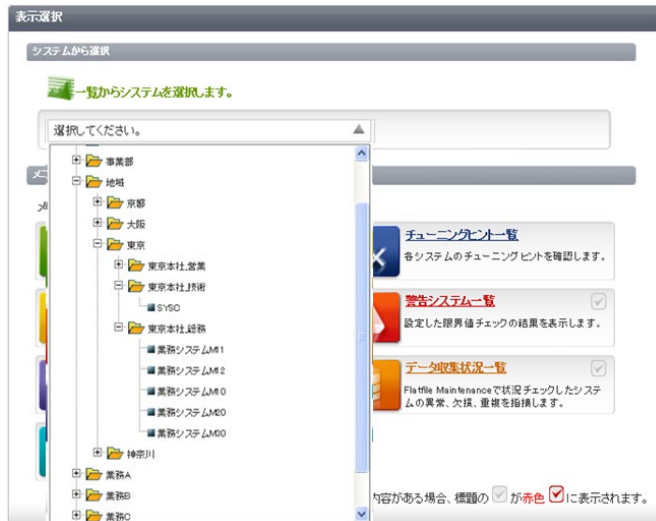 表示選択
システムから選択
一覧からシステムを選択します。
選択してください。
事業部
地域
京都
大阪
東京
東京本社_営業
東京本社_技術
SYSO
東京本社_総務
業務システムM11
業務システムM12
業務システムM10
業務システムM20
業務システムM30
神奈川
業務A
業務B
業務C
チューニングヒント一覧
各システムのチューニングヒントを確認します。
警告システム一覧
設定した限界値チェックの結果を表示します。
データ収集状況一覧
Flatfile Maintenanceで状況チェックしたシステ
ムの異常、欠損、重複を指摘します。
内容がある場合、標題の が赤色 に表示されます。